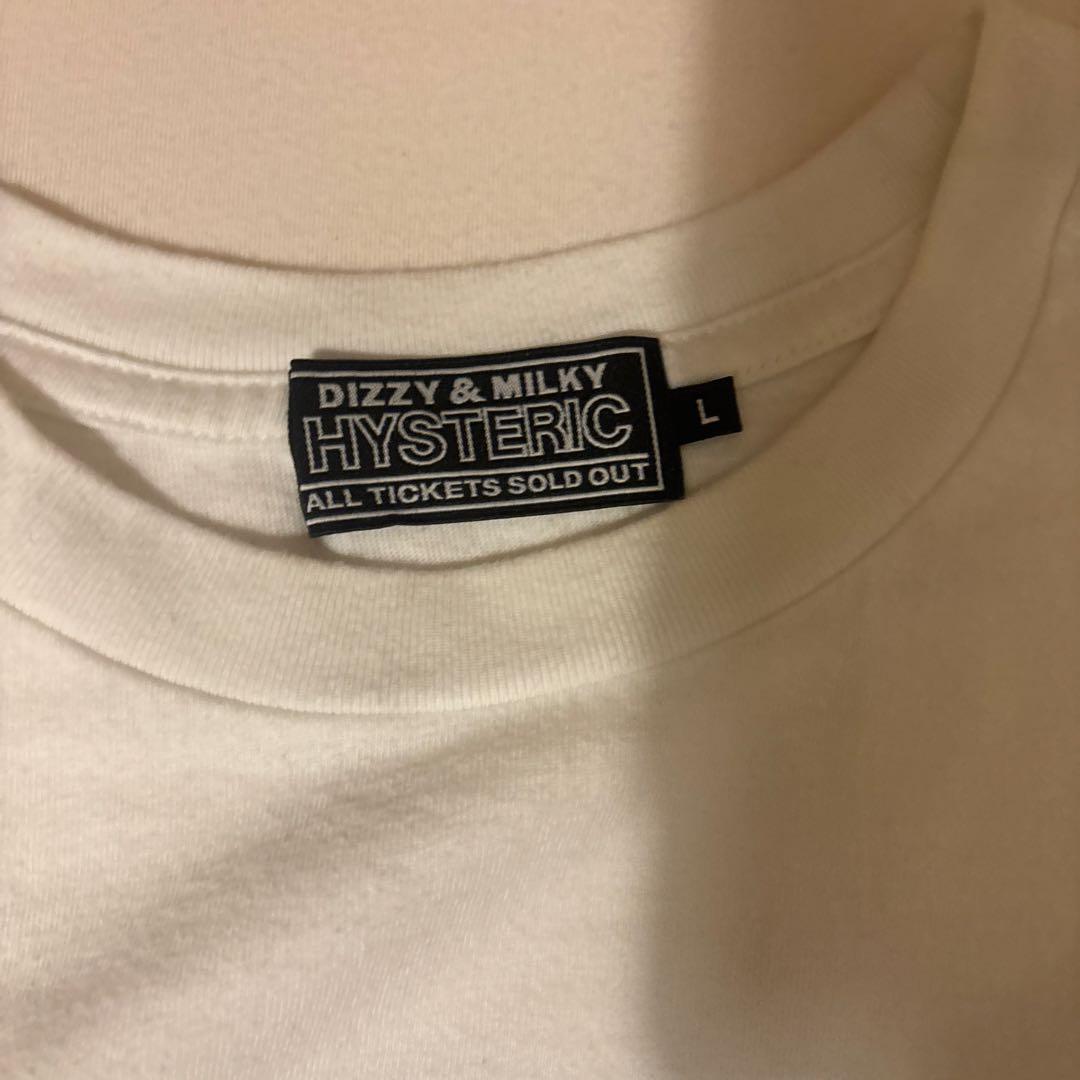 DIZZY & MILKY
HYSTERIC
ALL TICKETS SOLD OUT
L